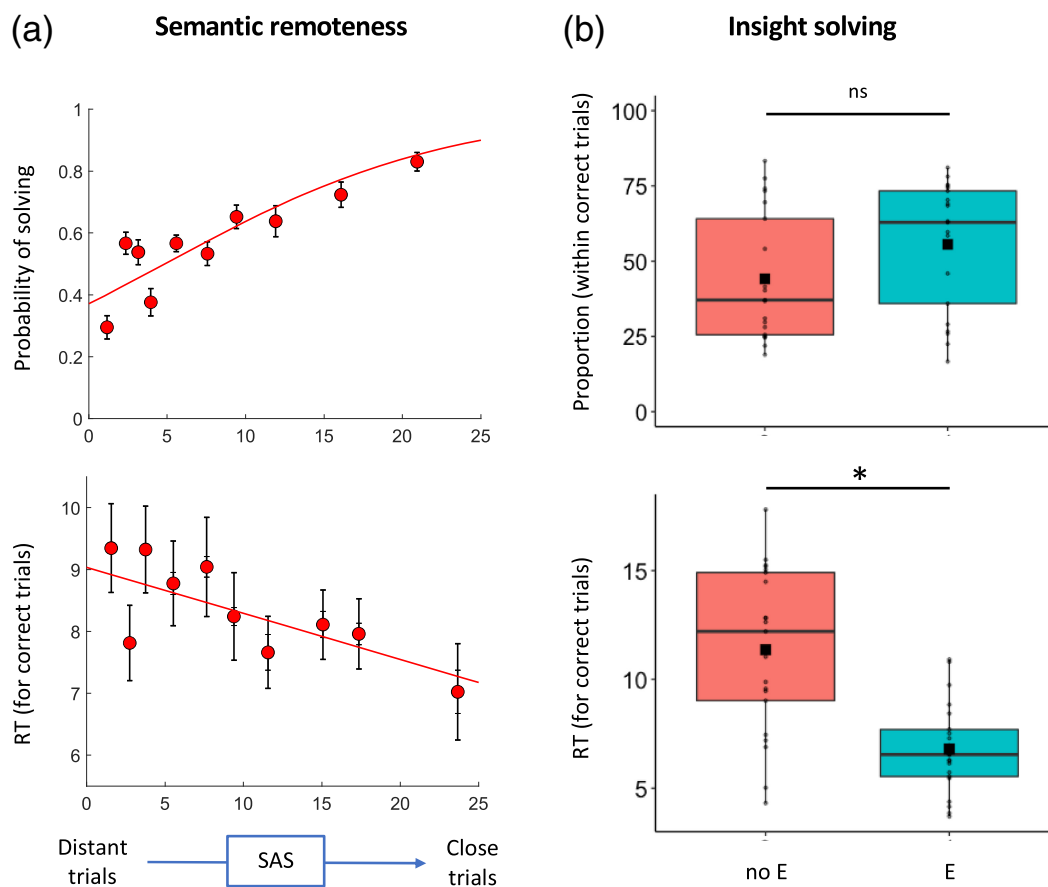 (a) Semantic remoteness
Probability of solving
1
0.8
0.6
0.4
0.2
0
0 5 10 15 20 25
RT (for correct trials)
10
9
8
7
6
0 5 10 15 20 25
Distant trials
SAS
Close trials
(b) Insight solving
ns
Proportion (within correct trials)
100
75
50
25
0
*
RT (for correct trials)
15
10
5
no E E